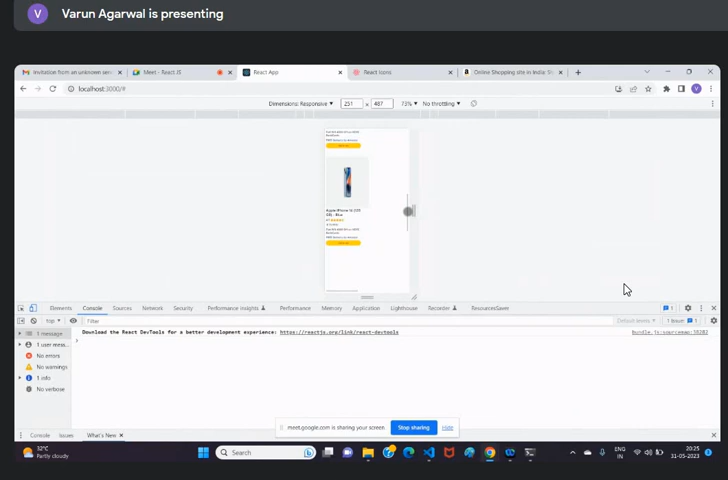 V Varun Agarwal is presenting
Invitation from an unknown sen
Meet - React JS
React App
React Icons
Online Shopping site in India: Sh
localhost:3000/#
V
Dimensions: Responsive
251 x 487
73%
No throttling
Apple iPhone 14 (128
GB) - Blue
Elements
Console
Sources
Network
Security
Performance insights
Performance
Memory
Application
Lighthouse
Recorder
ResourcesSaver
1
top
Filter
Default levels
1 Issue: 1
1 message
Download the React DevTools for a better development experience: https://reactjs.org/link/react-devtools
1 user mess...
No errors
No warnings
1 info
No verbose
meet.google.com is sharing your screen
Stop sharing
Hide
Console
Issues
What's New
32°C
Partly cloudy
Search
ENG
IN
20:25
31-05-2023